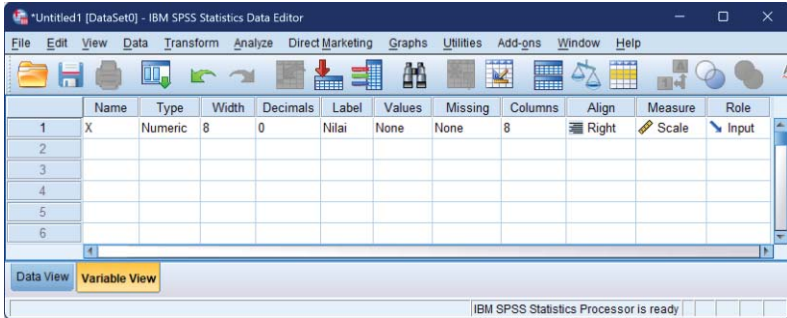 *Untitled1 [DataSet0] - IBM SPSS Statistics Data Editor
File Edit View Data Transform Analyze Direct Marketing Graphs Utilities Add-ons Window Help
Name Type Width Decimals Label Values Missing Columns Align Measure Role
1 X Numeric 8 0 Nilai None None 8 Right Scale Input
2
3
4
5
6
Data View Variable View
IBM SPSS Statistics Processor is ready